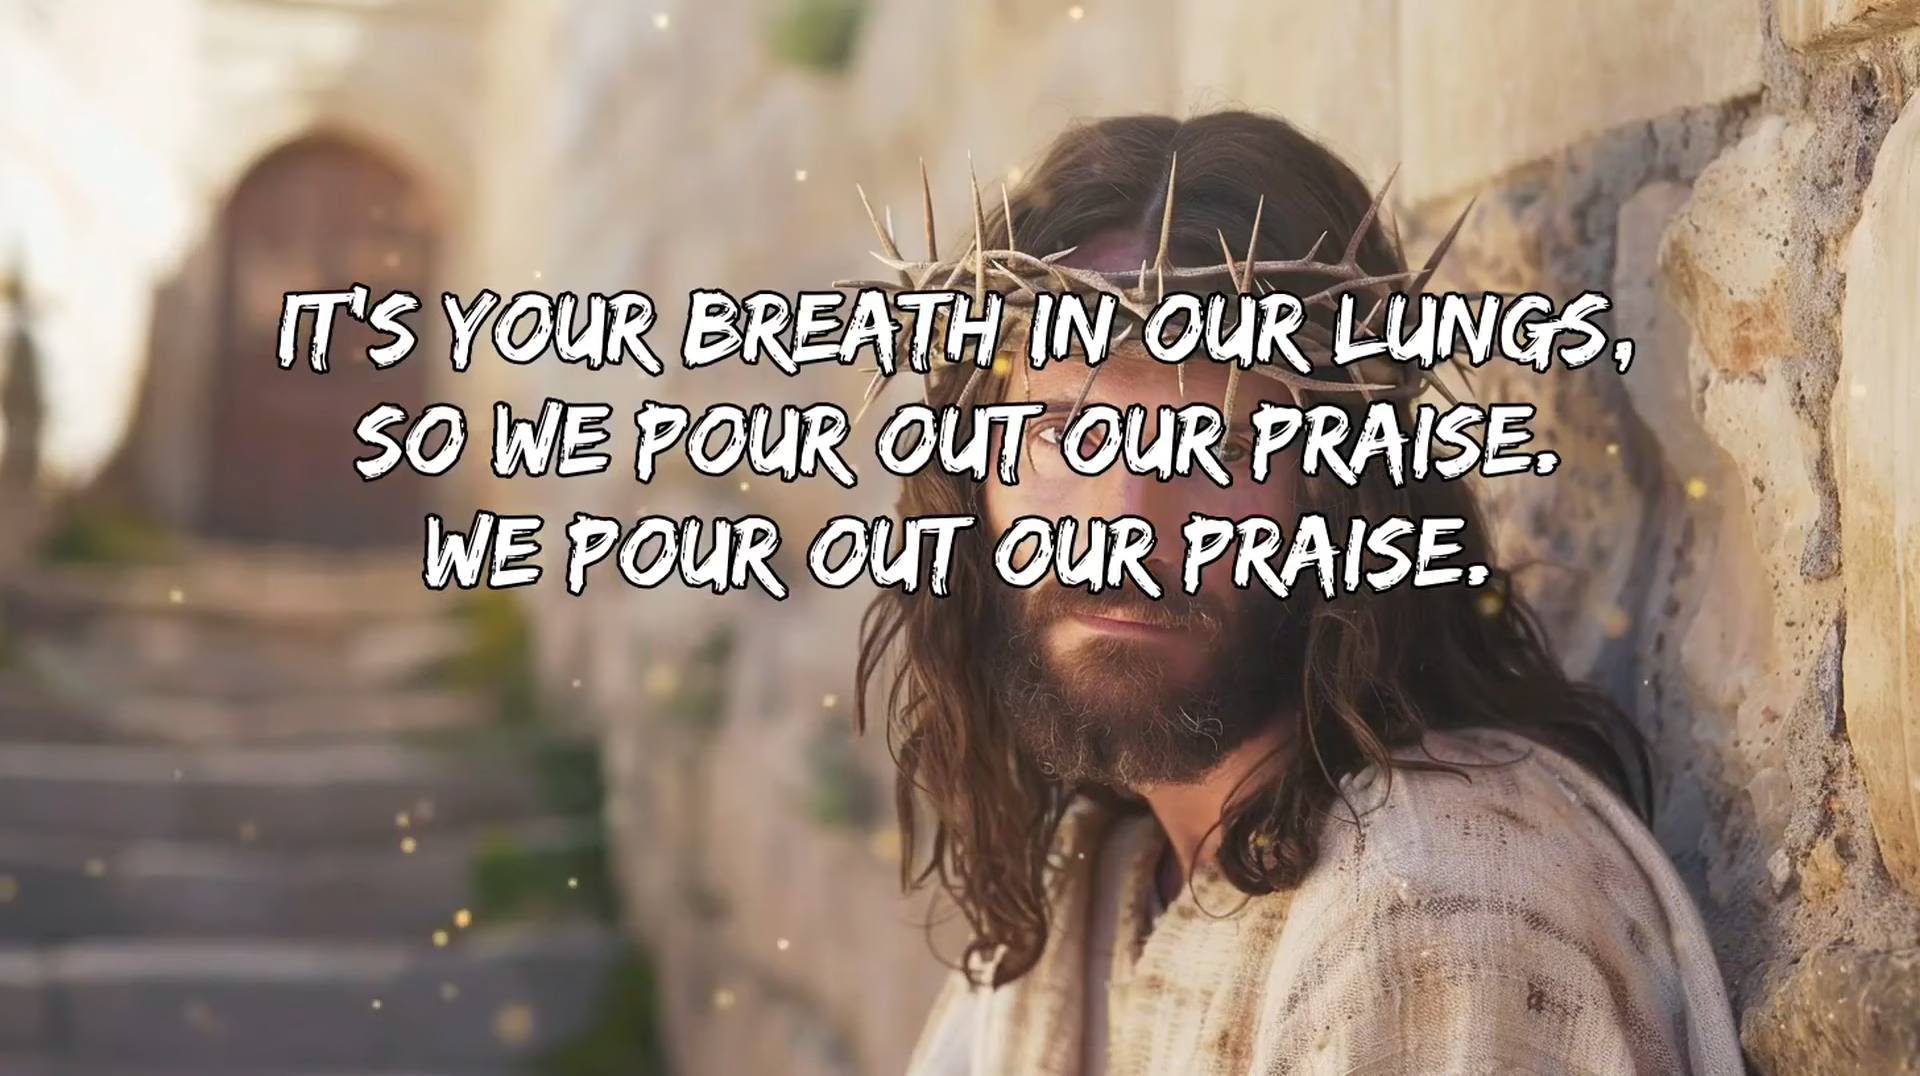 IT'S YOUR BREATH IN OUR LUNGS,
SO WE POUR OUT OUR PRAISE.
WE POUR OUT OUR PRAISE.